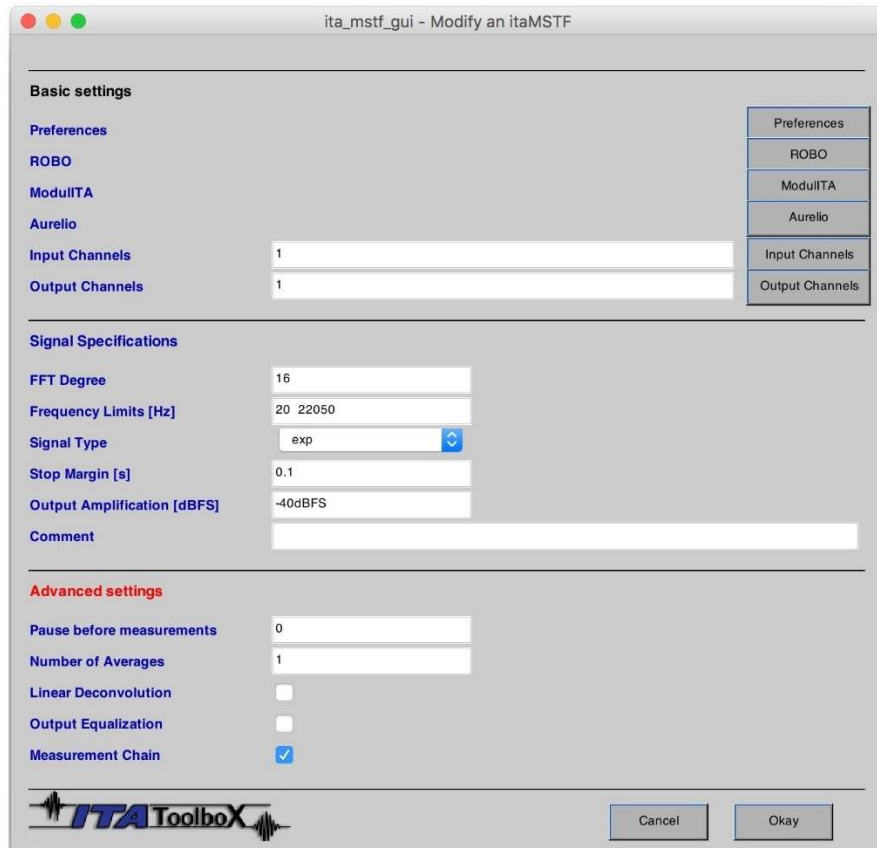 ita_mstf_gui - Modify an itaMSTF
Basic settings
Preferences Preferences
ROBO ROBO
ModulITA ModulITA
Aurelio Aurelio
Input Channels 1 Input Channels
Output Channels 1 Output Channels
Signal Specifications
FFT Degree 16
Frequency Limits [Hz] 20 22050
Signal Type exp
Stop Margin [s] 0.1
Output Amplification [dBFS] -40dBFS
Comment
Advanced settings
Pause before measurements 0
Number of Averages 1
Linear Deconvolution
Output Equalization
Measurement Chain
ITA ToolboX Cancel Okay